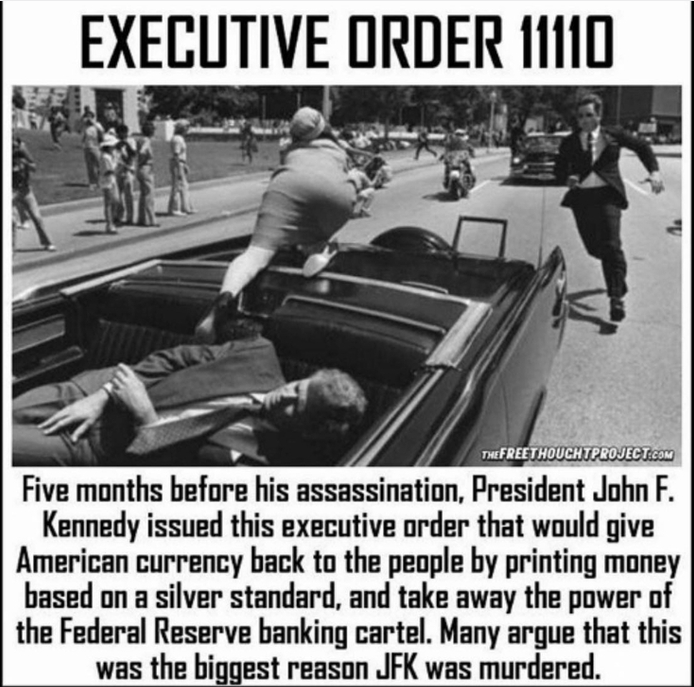 EXECUTIVE ORDER 11110
THEFREETHOUGHTPROJECT.COM
Five months before his assassination, President John F.
Kennedy issued this executive order that would give
American currency back to the people by printing money
based on a silver standard, and take away the power of
the Federal Reserve banking cartel. Many argue that this
was the biggest reason JFK was murdered.